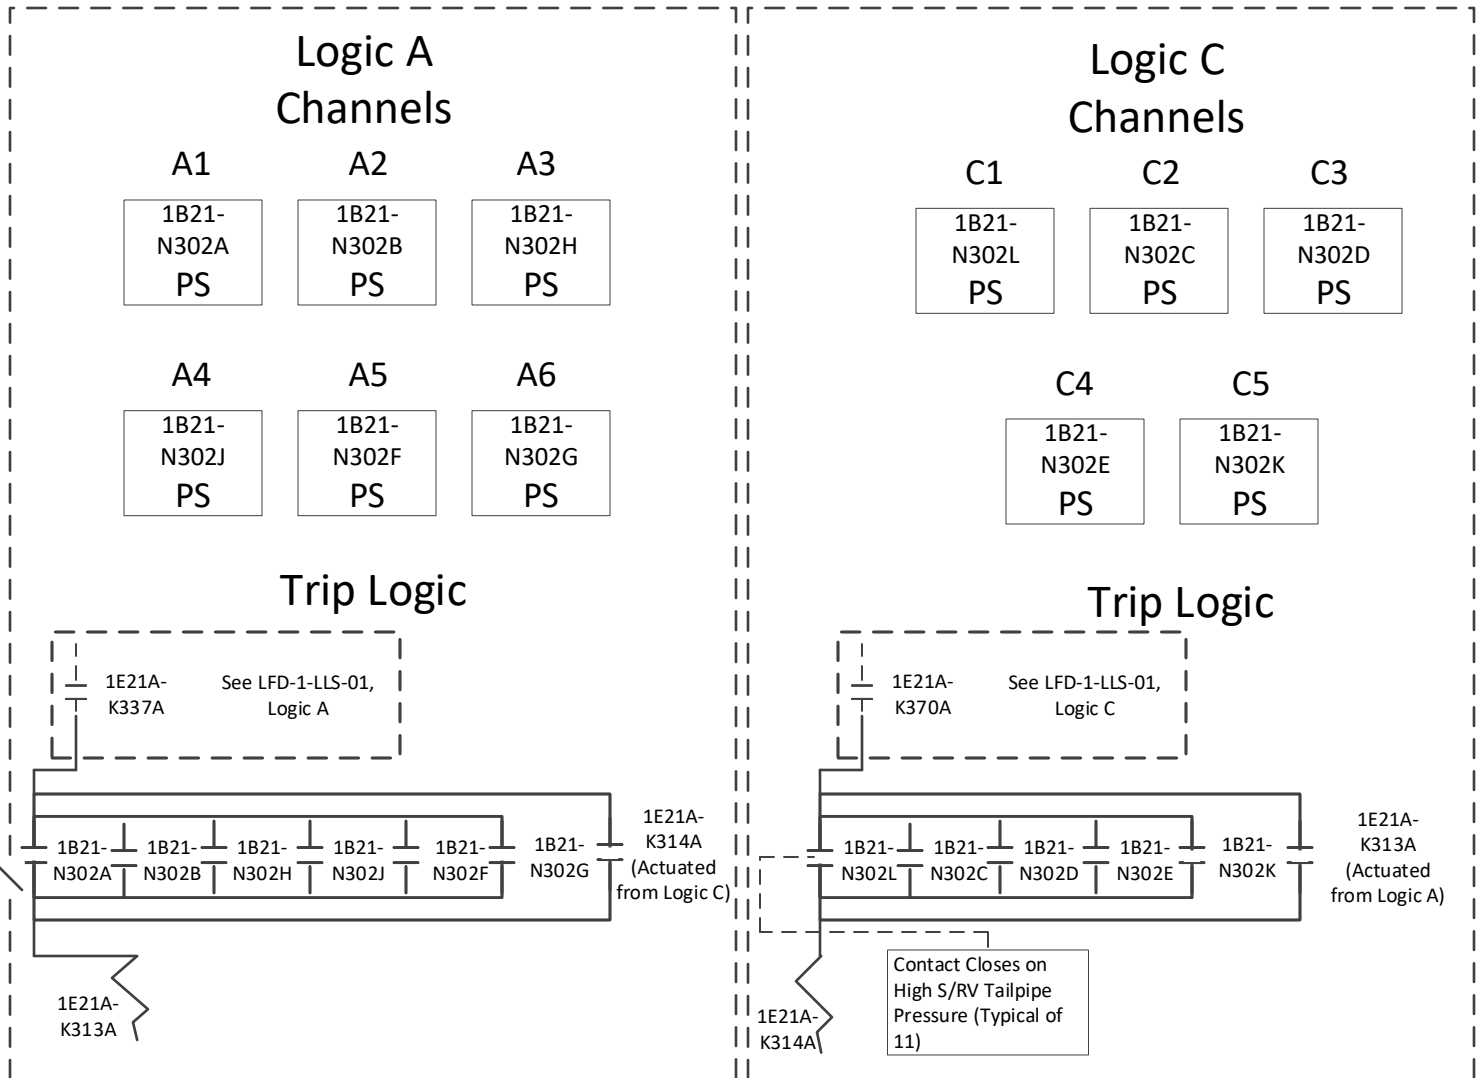 Logic A
Channels
A1
A2
A3
1B21-
N302A
PS
1B21-
N302B
PS
1B21-
N302H
PS
A4
A5
A6
1B21-
N302J
PS
1B21-
N302F
PS
1B21-
N302G
PS
Trip Logic
1E21A-
K337A
See LFD-1-LLS-01,
Logic A
1B21-
N302A
1B21-
N302B
1B21-
N302H
1B21-
N302J
1B21-
N302F
1B21-
N302G
1E21A-
K314A
(Actuated
from Logic C)
1E21A-
K313A
Logic C
Channels
C1
C2
C3
1B21-
N302L
PS
1B21-
N302C
PS
1B21-
N302D
PS
C4
C5
1B21-
N302E
PS
1B21-
N302K
PS
Trip Logic
1E21A-
K370A
See LFD-1-LLS-01,
Logic C
1B21-
N302L
1B21-
N302C
1B21-
N302D
1B21-
N302E
1B21-
N302K
1E21A-
K313A
(Actuated
from Logic A)
Contact Closes on
High S/RV Tailpipe
Pressure (Typical of
11)
1E21A-
K314A